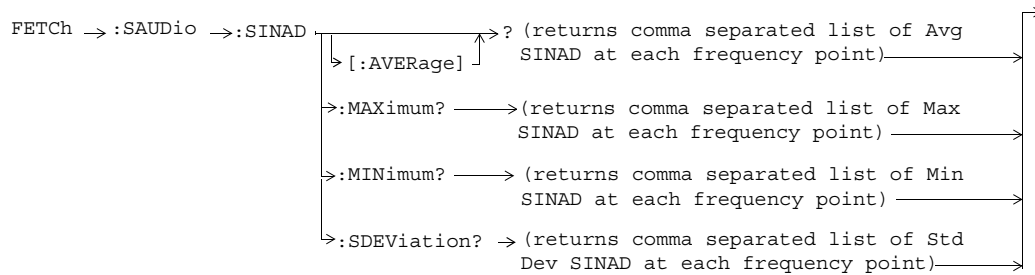 FETCh :SAUDio :SINAD ? (returns comma separated list of Avg
[:AVERage] SINAD at each frequency point)
:MAXimum? (returns comma separated list of Max
SINAD at each frequency point)
:MINimum? (returns comma separated list of Min
SINAD at each frequency point)
:SDEViation? (returns comma separated list of Std
Dev SINAD at each frequency point)